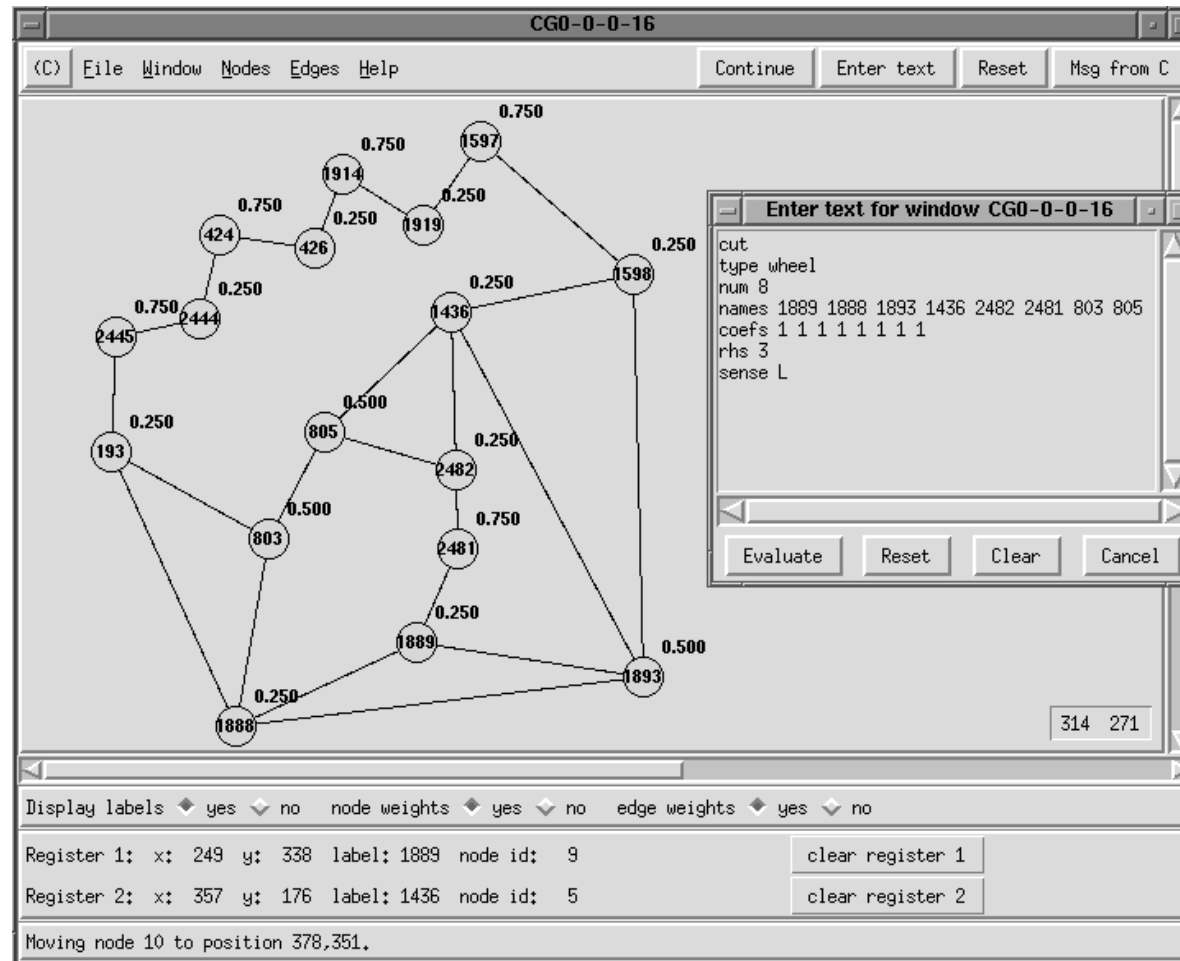 CG0-0-0-16
(C) File Window Nodes Edges Help Continue Enter text Reset Msg from C
0.750
1597
0.750
1914
0.250
1919
0.750
424
0.250
426
0.250
1598
0.250
1436
0.750
2445
0.250
2444
0.500
805
0.250
193
0.250
2482
0.500
803
0.750
2481
0.250
1889
0.500
1893
0.250
1888
314 271
Enter text for window CG0-0-0-16
cut
type wheel
num 8
names 1889 1888 1893 1436 2482 2481 803 805
coefs 1 1 1 1 1 1 1 1
rhs 3
sense L
Evaluate Reset Clear Cancel
Display labels yes no node weights yes no edge weights yes no
Register 1: x: 249 y: 338 label: 1889 node id: 9 clear register 1
Register 2: x: 357 y: 176 label: 1436 node id: 5 clear register 2
Moving node 10 to position 378,351.